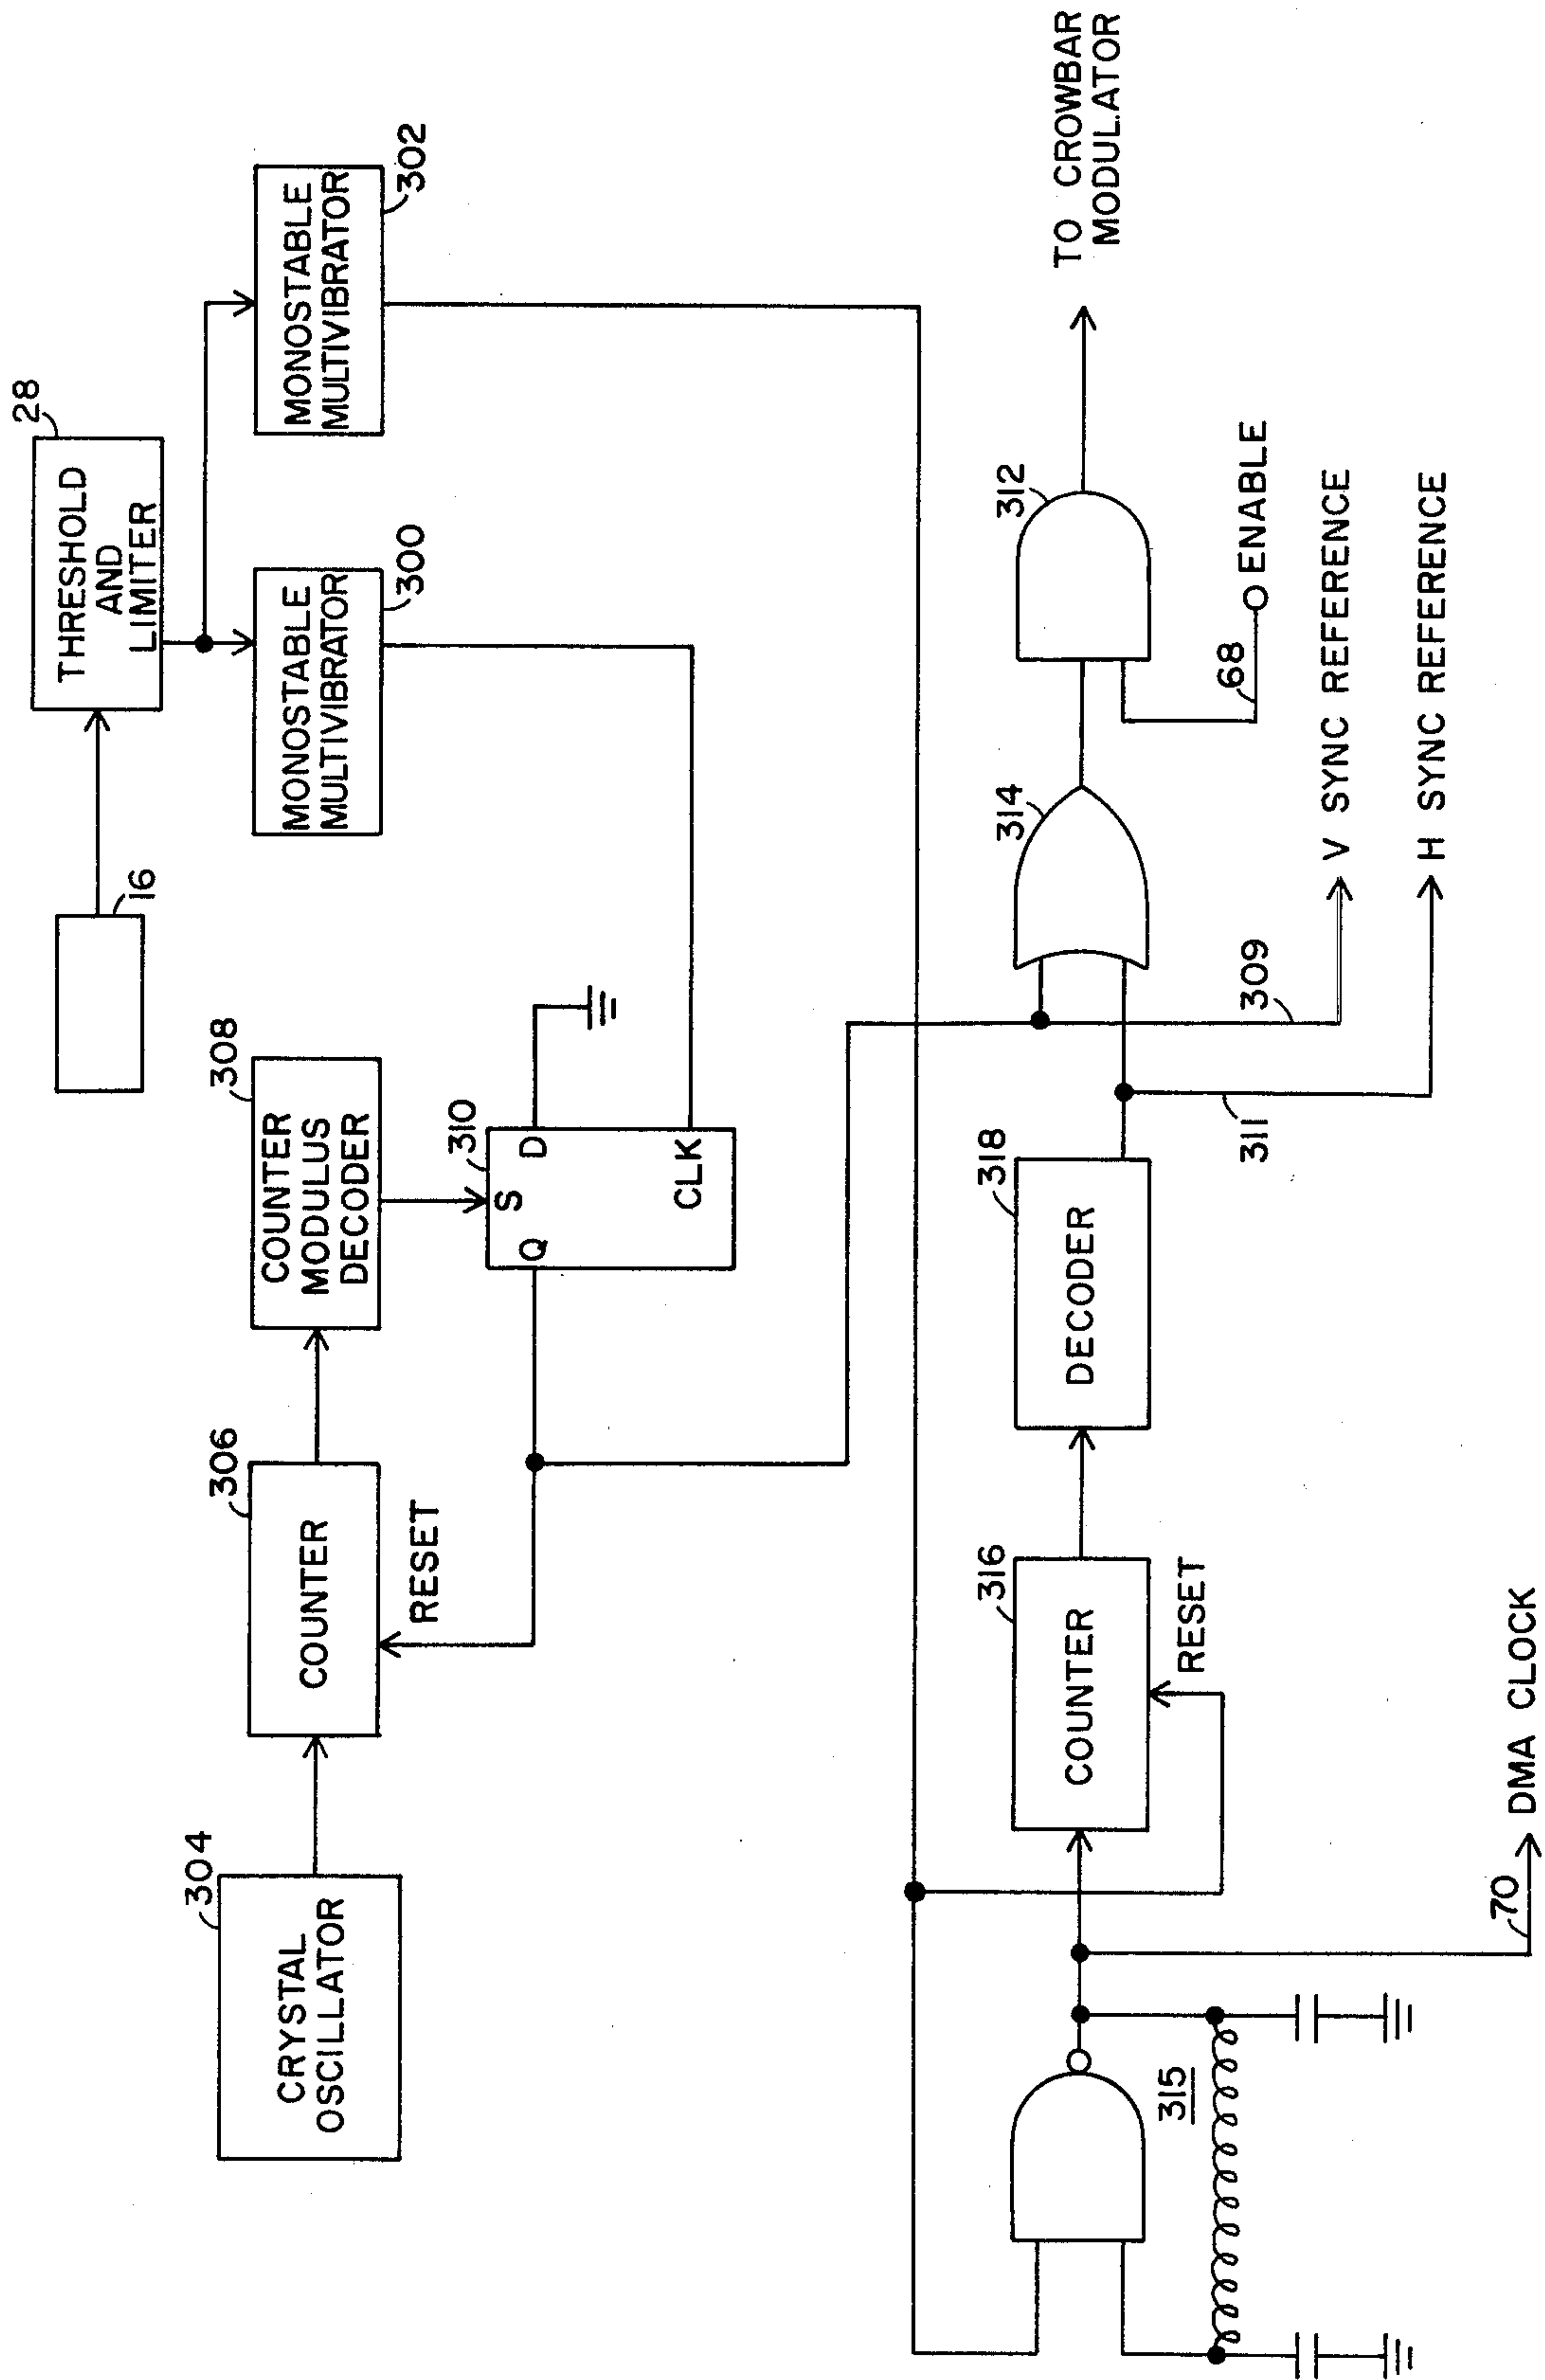 28
THRESHOLD
AND
LIMITER
16
MONOSTABLE
MULTIVIBRATOR
300
MONOSTABLE
MULTIVIBRATOR
302
304
CRYSTAL
OSCILLATOR
306
COUNTER
RESET
308
COUNTER
MODULUS
DECODER
310
S
D
Q
CLK
315
70
DMA CLOCK
316
COUNTER
RESET
318
DECODER
311
309
314
312
68
ENABLE
V SYNC REFERENCE
H SYNC REFERENCE
TO CROWBAR
MODULATOR